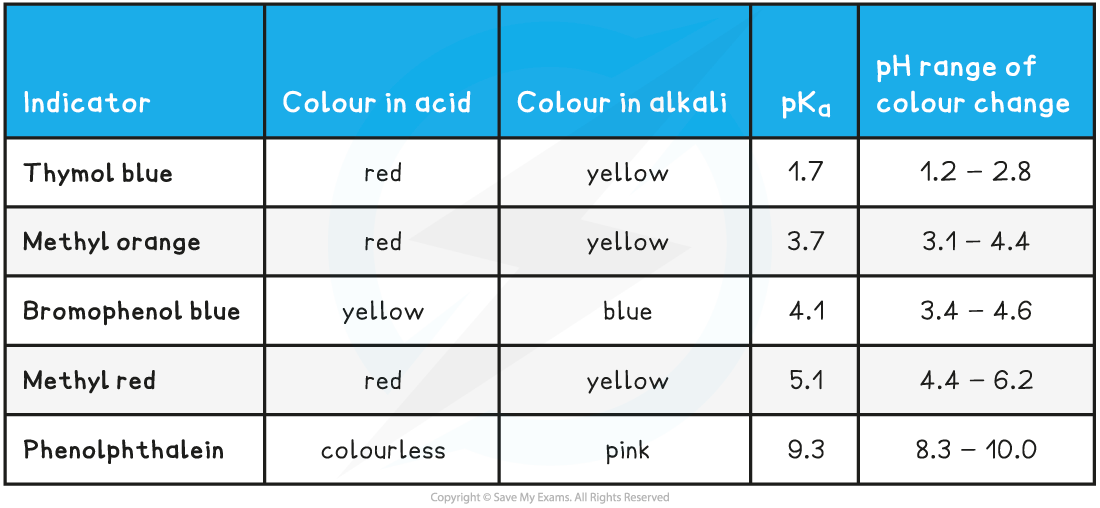 Indicator Colour in acid Colour in alkali pKa pH range of colour change
Thymol blue red yellow 1.7 1.2 – 2.8
Methyl orange red yellow 3.7 3.1 – 4.4
Bromophenol blue yellow blue 4.1 3.4 – 4.6
Methyl red red yellow 5.1 4.4 – 6.2
Phenolphthalein colourless pink 9.3 8.3 – 10.0
Copyright © Save My Exams. All Rights Reserved